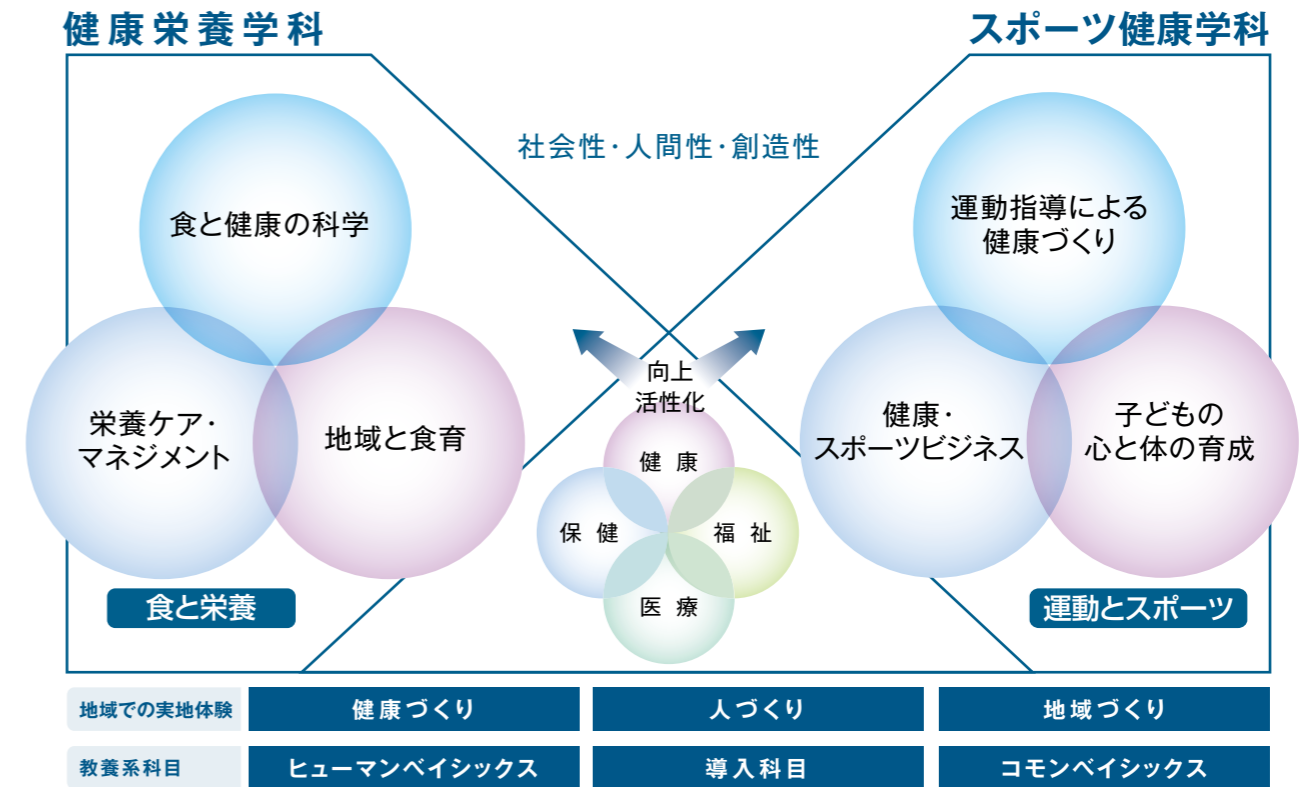 健康栄養学科
スポーツ健康学科
社会性・人間性・創造性
食と健康の科学
栄養ケア・
マネジメント
地域と食育
食と栄養
運動指導による
健康づくり
健康・
スポーツビジネス
子どもの
心と体の育成
運動とスポーツ
向上
活性化
健康
保健
福祉
医療
地域での実地体験
健康づくり
人づくり
地域づくり
教養系科目
ヒューマンベイシックス
導入科目
コモンベイシックス